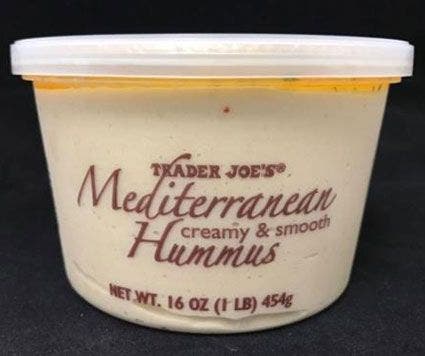 TRADER JOE'S®
Mediterranean
creamy & smooth
Hummus
NET WT. 16 OZ (1 LB) 454g